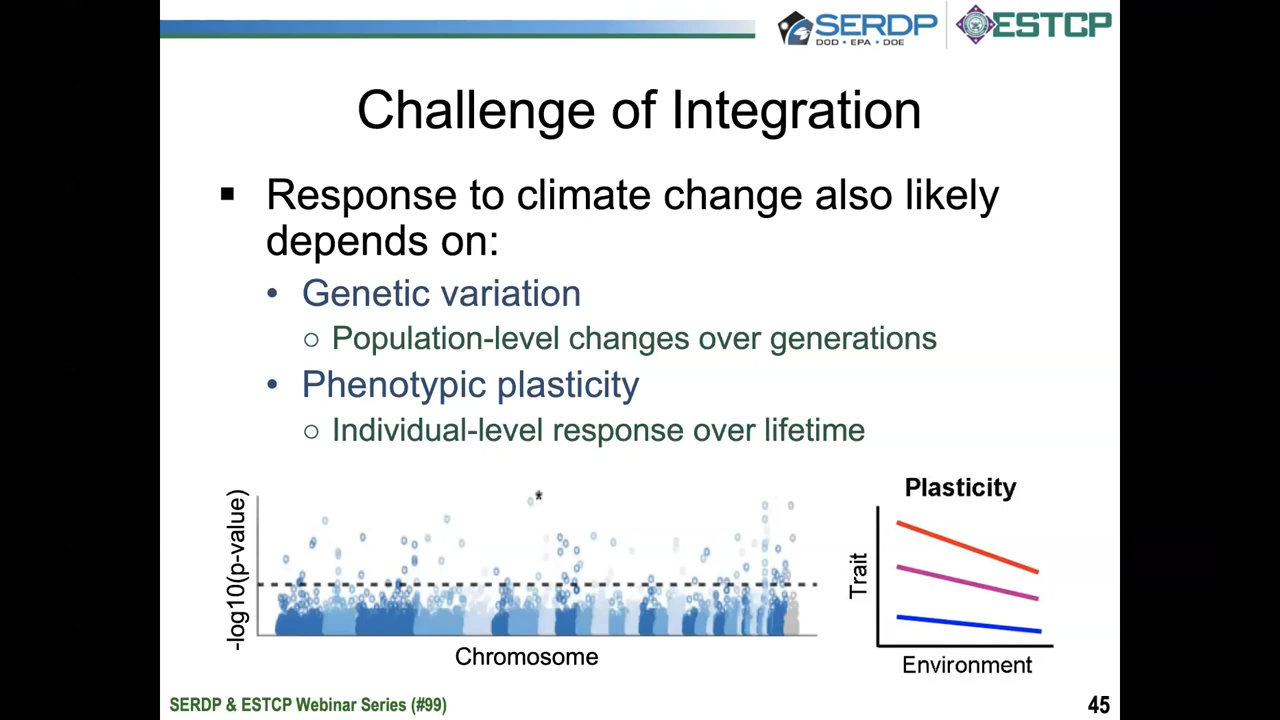 SERDP
DOD • EPA • DOE
ESTCP
Challenge of Integration
▪ Response to climate change also likely
depends on:
• Genetic variation
○ Population-level changes over generations
• Phenotypic plasticity
○ Individual-level response over lifetime
-log10(p-value)
*
Chromosome
Plasticity
Trait
Environment
SERDP & ESTCP Webinar Series (#99)
45